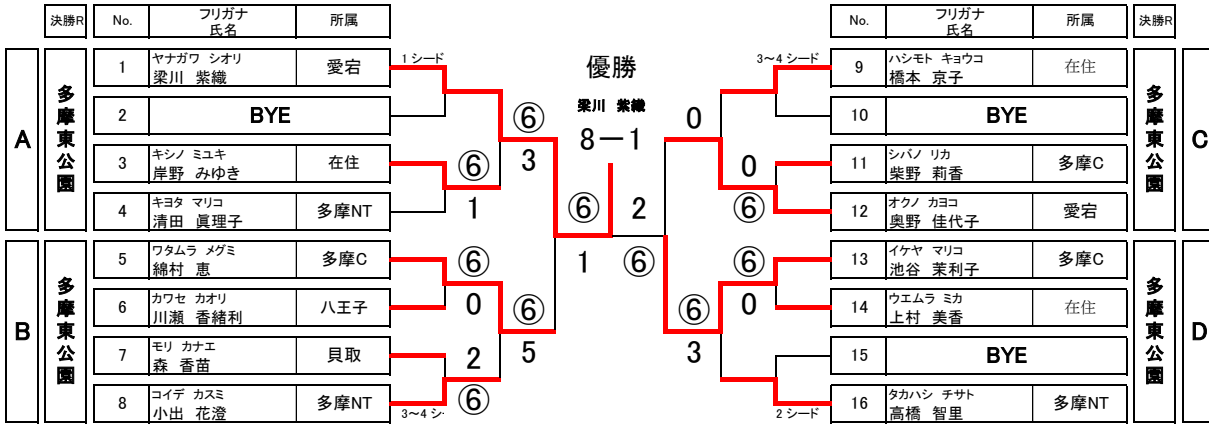 決勝R No. フリガナ 氏名 所属
A 多摩東公園
1 ヤナガワ シオリ 梁川 紫織 愛宕 1シード
2 BYE
3 キシノ ミユキ 岸野 みゆき 在住
4 キヨタ マリコ 清田 眞理子 多摩NT
B 多摩東公園
5 ワタムラ メグミ 綿村 恵 多摩C
6 カワセ カオリ 川瀬 香緒利 八王子
7 モリ カナエ 森 香苗 貝取
8 コイデ カスミ 小出 花澄 多摩NT 3~4シ
⑥
1
⑥
0
2
⑥
⑥
3
⑥
5
⑥
1
優勝
梁川 紫織
8-1
2
⑥
0
⑥
3
0
⑥
⑥
0
No. フリガナ 氏名 所属 決勝R
3~4シード 9 ハシモト キョウコ 橋本 京子 在住
10 BYE
11 シバノ リカ 柴野 莉香 多摩C
12 オクノ カヨコ 奥野 佳代子 愛宕
多摩東公園 C
13 イケヤ マリコ 池谷 茉利子 多摩C
14 ウエムラ ミカ 上村 美香 在住
15 BYE
2シード 16 タカハシ チサト 高橋 智里 多摩NT
多摩東公園 D